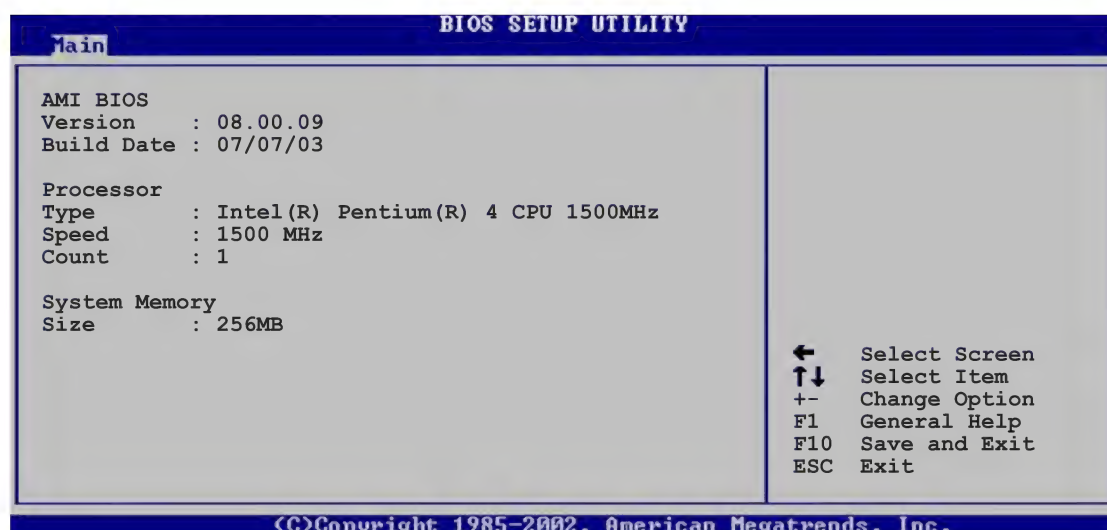 BIOS SETUP UTILITY
Main
AMI BIOS
Version : 08.00.09
Build Date : 07/07/03
Processor
Type : Intel(R) Pentium(R) 4 CPU 1500MHz
Speed : 1500 MHz
Count : 1
System Memory
Size : 256MB
← Select Screen
↑↓ Select Item
+- Change Option
F1 General Help
F10 Save and Exit
ESC Exit
(C)Copyright 1985-2002, American Megatrends, Inc.